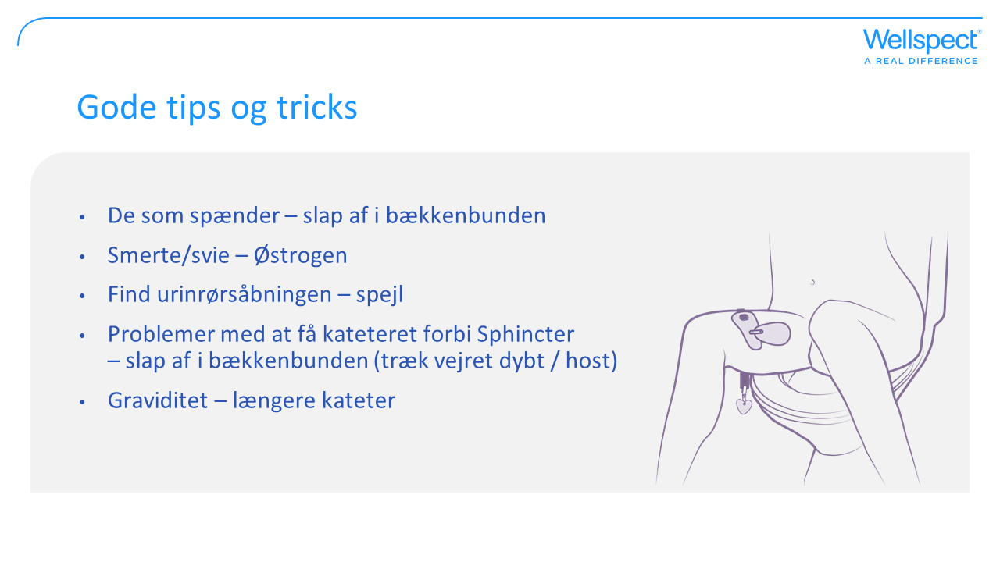 Wellspect®
A REAL DIFFERENCE
Gode tips og tricks
• De som spænder – slap af i bækkenbunden
• Smerte/svie – Østrogen
• Find urinrørsåbningen – spejl
• Problemer med at få kateteret forbi Sphincter
– slap af i bækkenbunden (træk vejret dybt / host)
• Graviditet – længere kateter